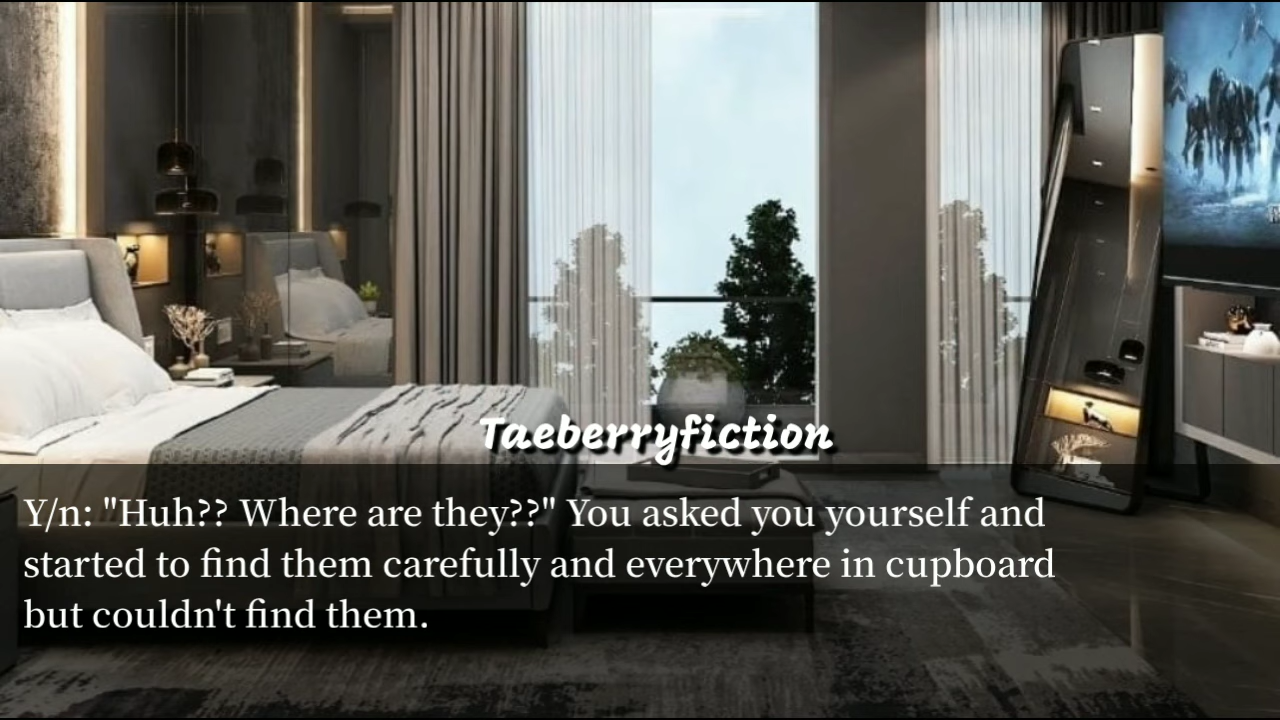 Taeberryfiction
Y/n: "Huh?? Where are they??" You asked you yourself and
started to find them carefully and everywhere in cupboard
but couldn't find them.